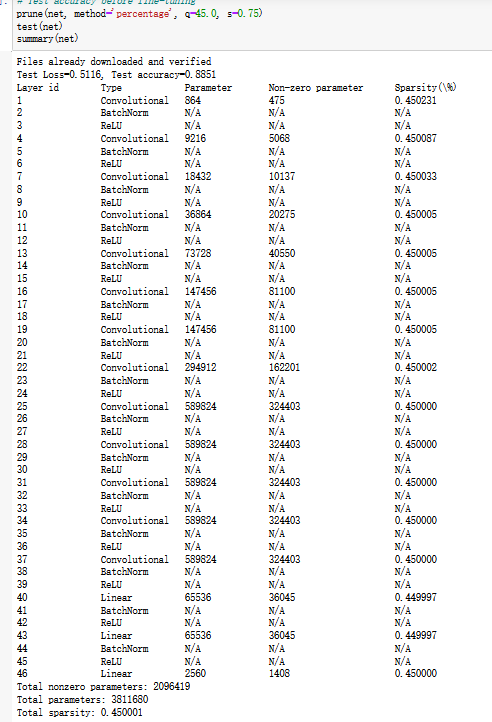 # Test accuracy before fine-tuning
prune(net, method='percentage', q=45.0, s=0.75)
test(net)
summary(net)
Files already downloaded and verified
Test Loss=0.5116, Test accuracy=0.8851
Layer id Type Parameter Non-zero parameter Sparsity(\%)
1 Convolutional 864 475 0.450231
2 BatchNorm N/A N/A N/A
3 ReLU N/A N/A N/A
4 Convolutional 9216 5068 0.450087
5 BatchNorm N/A N/A N/A
6 ReLU N/A N/A N/A
7 Convolutional 18432 10137 0.450033
8 BatchNorm N/A N/A N/A
9 ReLU N/A N/A N/A
10 Convolutional 36864 20275 0.450005
11 BatchNorm N/A N/A N/A
12 ReLU N/A N/A N/A
13 Convolutional 73728 40550 0.450005
14 BatchNorm N/A N/A N/A
15 ReLU N/A N/A N/A
16 Convolutional 147456 81100 0.450005
17 BatchNorm N/A N/A N/A
18 ReLU N/A N/A N/A
19 Convolutional 147456 81100 0.450005
20 BatchNorm N/A N/A N/A
21 ReLU N/A N/A N/A
22 Convolutional 294912 162201 0.450002
23 BatchNorm N/A N/A N/A
24 ReLU N/A N/A N/A
25 Convolutional 589824 324403 0.450000
26 BatchNorm N/A N/A N/A
27 ReLU N/A N/A N/A
28 Convolutional 589824 324403 0.450000
29 BatchNorm N/A N/A N/A
30 ReLU N/A N/A N/A
31 Convolutional 589824 324403 0.450000
32 BatchNorm N/A N/A N/A
33 ReLU N/A N/A N/A
34 Convolutional 589824 324403 0.450000
35 BatchNorm N/A N/A N/A
36 ReLU N/A N/A N/A
37 Convolutional 589824 324403 0.450000
38 BatchNorm N/A N/A N/A
39 ReLU N/A N/A N/A
40 Linear 65536 36045 0.449997
41 BatchNorm N/A N/A N/A
42 ReLU N/A N/A N/A
43 Linear 65536 36045 0.449997
44 BatchNorm N/A N/A N/A
45 ReLU N/A N/A N/A
46 Linear 2560 1408 0.450000
Total nonzero parameters: 2096419
Total parameters: 3811680
Total sparsity: 0.450001